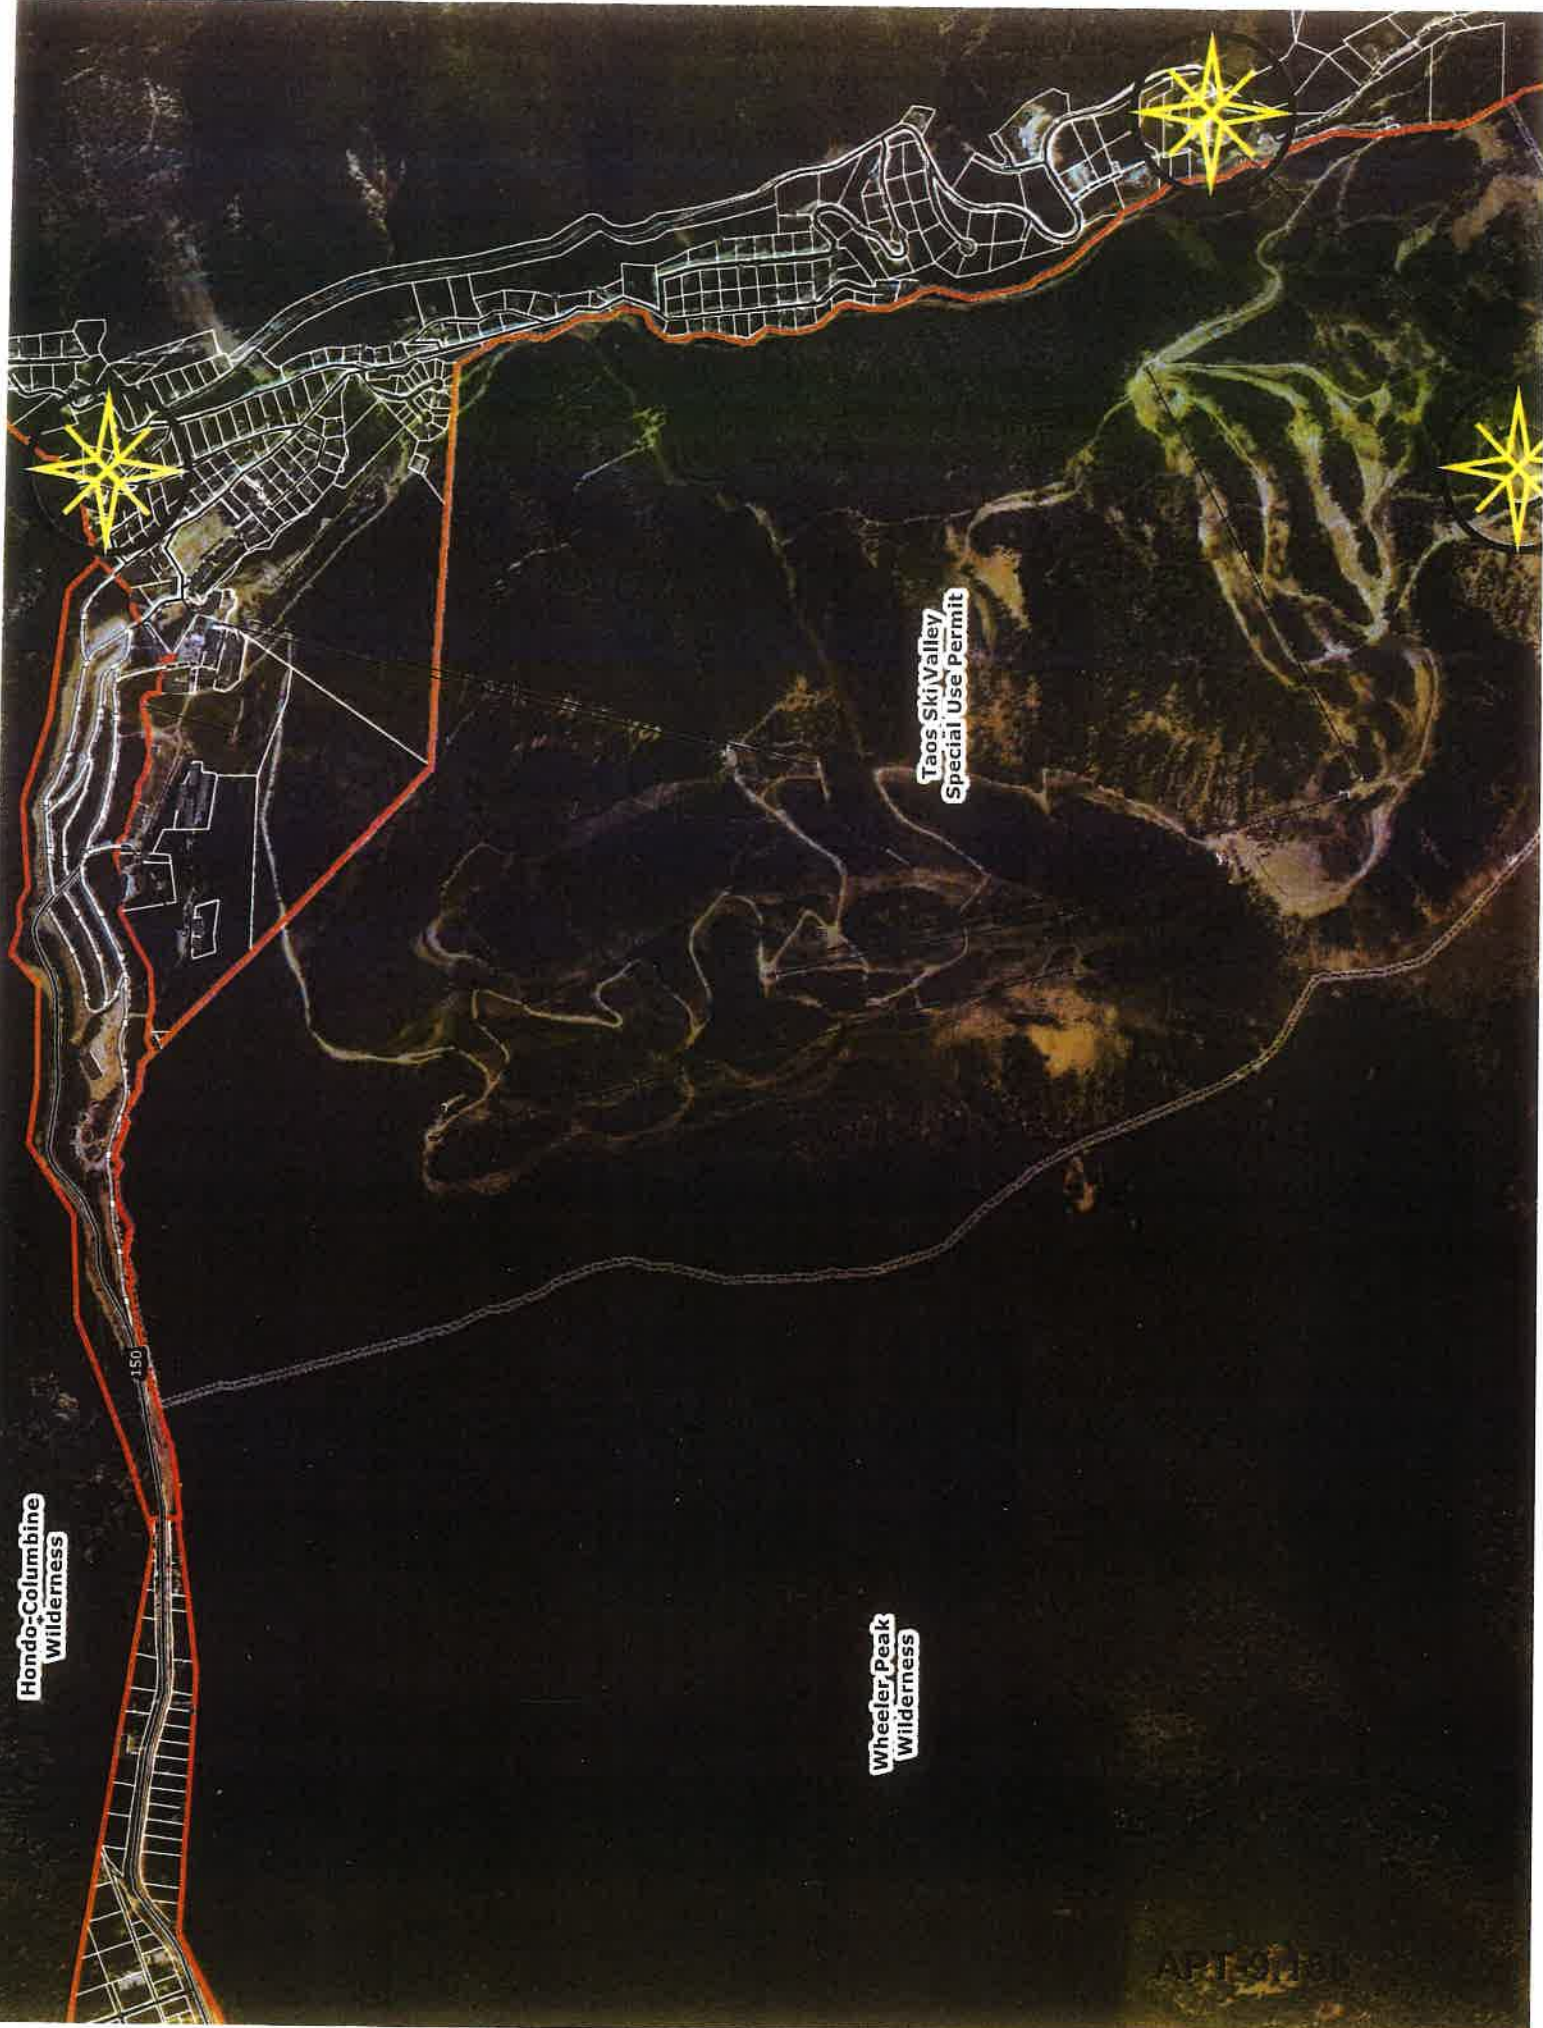 Hondo-Columbine
Wilderness
150
Taos Ski Valley
Special Use Permit
Wheeler Peak
Wilderness